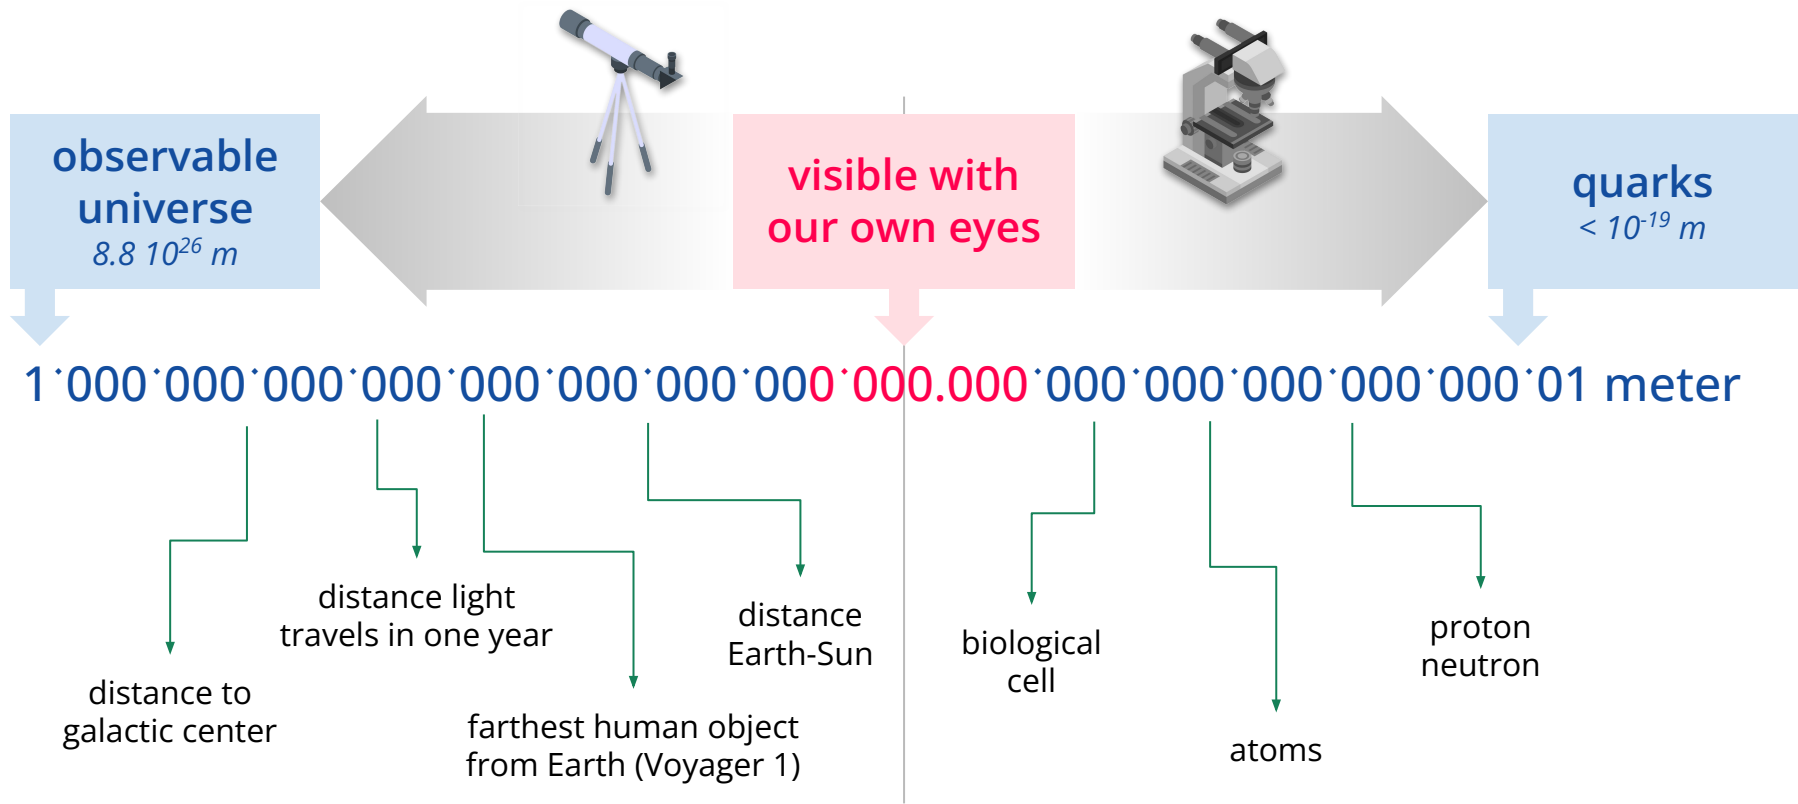 observable
universe
8.8 10²⁶ m
visible with
our own eyes
quarks
< 10⁻¹⁹ m
1˙000˙000˙000˙000˙000˙000˙000˙000˙000.000˙000˙000˙000˙000˙000˙01 meter
distance to
galactic center
distance light
travels in one year
farthest human object
from Earth (Voyager 1)
distance
Earth-Sun
biological
cell
atoms
proton
neutron